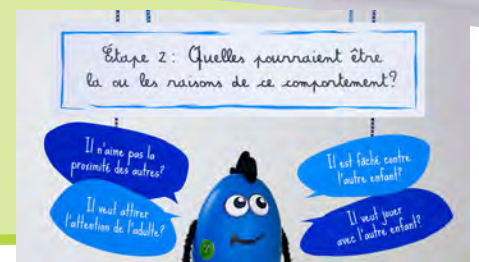 Étape 2 : Quelles pourraient être
la ou les raisons de ce comportement?
Il n'aime pas la
proximité des autres?
Il veut attirer
l'attention de l'adulte?
Il est fâché contre
l'autre enfant?
Il veut jouer
avec l'autre enfant?